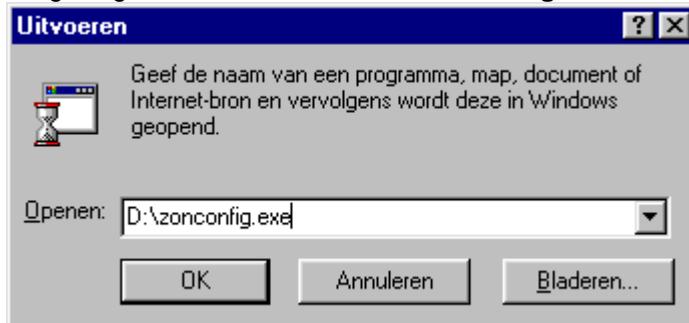 Uitvoeren
Geef de naam van een programma, map, document of
Internet-bron en vervolgens wordt deze in Windows
geopend.
Openen: D:\zonconfig.exe
OK Annuleren Bladeren...